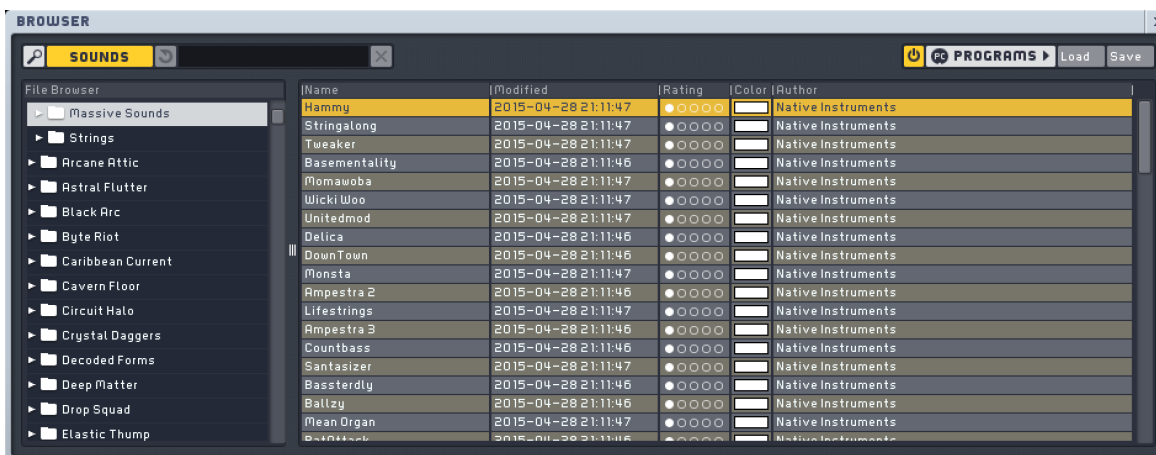 BROWSER
SOUNDS
PC PROGRAMS Load Save
File Browser
Massive Sounds
Strings
Arcane Attic
Astral Flutter
Black Arc
Byte Riot
Caribbean Current
Cavern Floor
Circuit Halo
Crystal Daggers
Decoded Forms
Deep Matter
Drop Squad
Elastic Thump
Name Modified Rating Color Author
Hammy 2015-04-28 21:11:47 Native Instruments
Stringalong 2015-04-28 21:11:47 Native Instruments
Tweaker 2015-04-28 21:11:47 Native Instruments
Basementality 2015-04-28 21:11:46 Native Instruments
Momawoba 2015-04-28 21:11:47 Native Instruments
Wicki Woo 2015-04-28 21:11:47 Native Instruments
Unitedmod 2015-04-28 21:11:47 Native Instruments
Delica 2015-04-28 21:11:46 Native Instruments
DownTown 2015-04-28 21:11:46 Native Instruments
Monsta 2015-04-28 21:11:47 Native Instruments
Ampestra 2 2015-04-28 21:11:46 Native Instruments
Lifestrings 2015-04-28 21:11:47 Native Instruments
Ampestra 3 2015-04-28 21:11:46 Native Instruments
Countbass 2015-04-28 21:11:46 Native Instruments
Santasizer 2015-04-28 21:11:47 Native Instruments
Bassterdly 2015-04-28 21:11:46 Native Instruments
Ballzy 2015-04-28 21:11:46 Native Instruments
Mean Organ 2015-04-28 21:11:47 Native Instruments
2015-04-28 21:11:46 Native Instruments